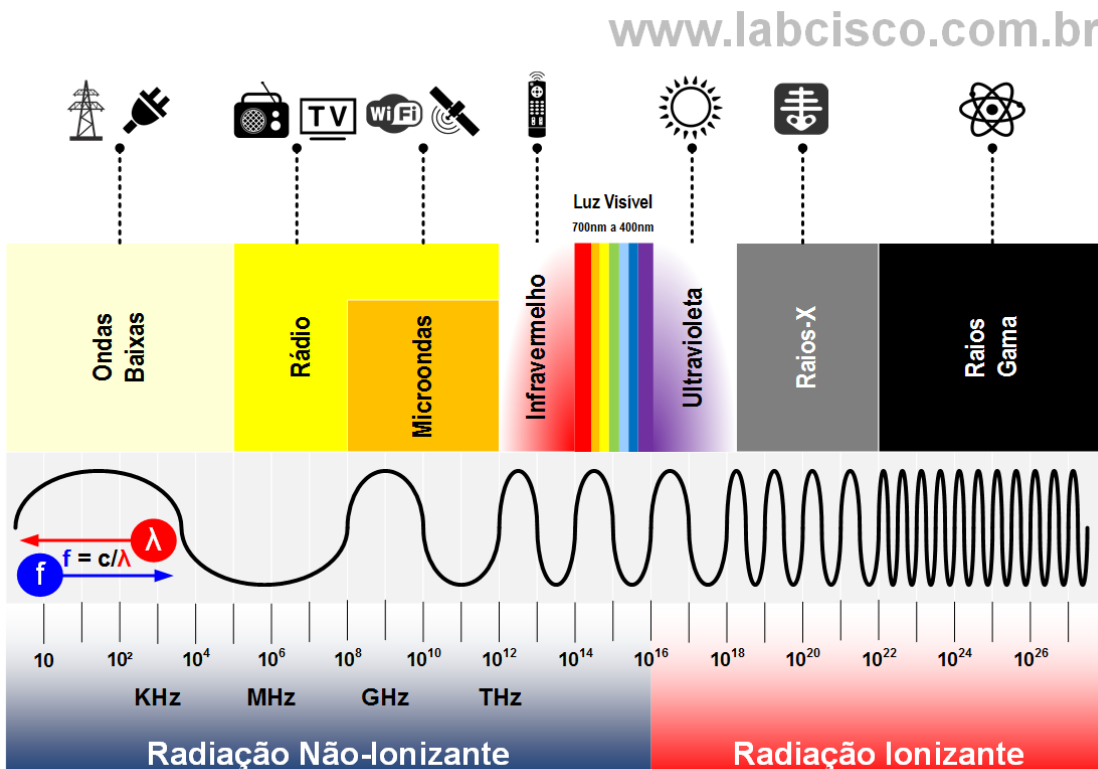 www.labcisco.com.br
TV
WiFi
Luz Visivel
700nm a 400nm
Ondas
Baixas
Rádio
Microondas
Infravermelho
Ultravioleta
Raios-X
Raios
Gama
λ
f = c/λ
f
10 10² 10⁴ 10⁶ 10⁸ 10¹⁰ 10¹² 10¹⁴ 10¹⁶ 10¹⁸ 10²⁰ 10²² 10²⁴ 10²⁶
KHz MHz GHz THz
Radiação Não-Ionizante Radiação Ionizante